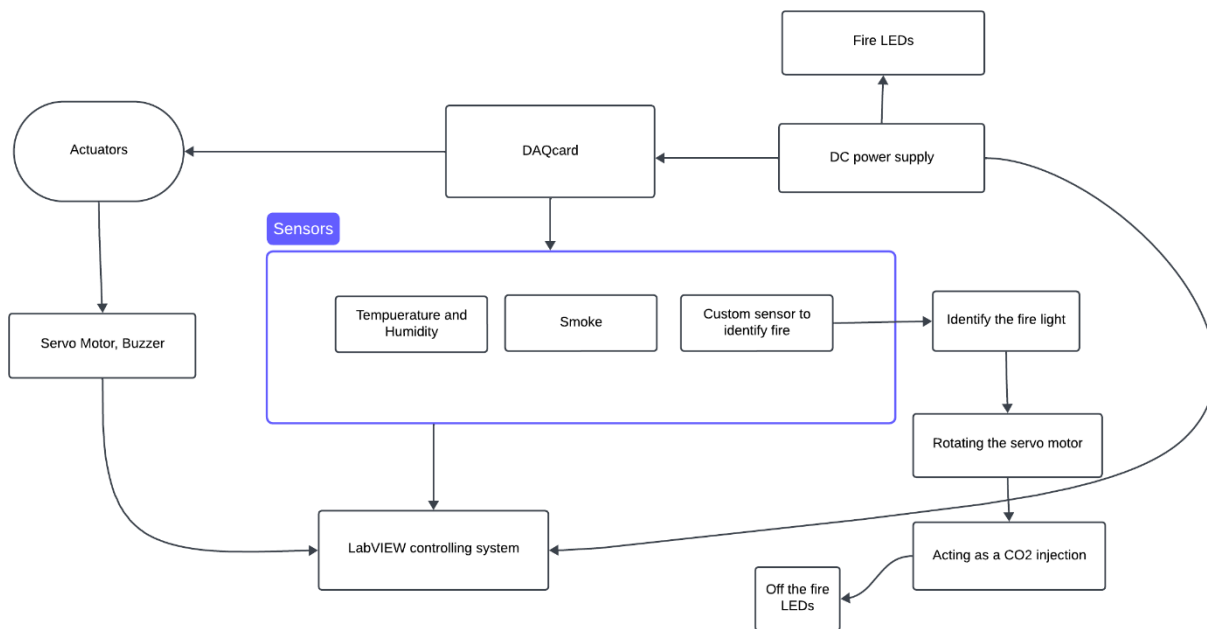 Fire LEDs
Actuators
DAQcard
DC power supply
Sensors
Tempuerature and
Humidity
Smoke
Custom sensor to
identify fire
Identify the fire light
Servo Motor, Buzzer
Rotating the servo motor
LabVIEW controlling system
Acting as a CO2 injection
Off the fire
LEDs